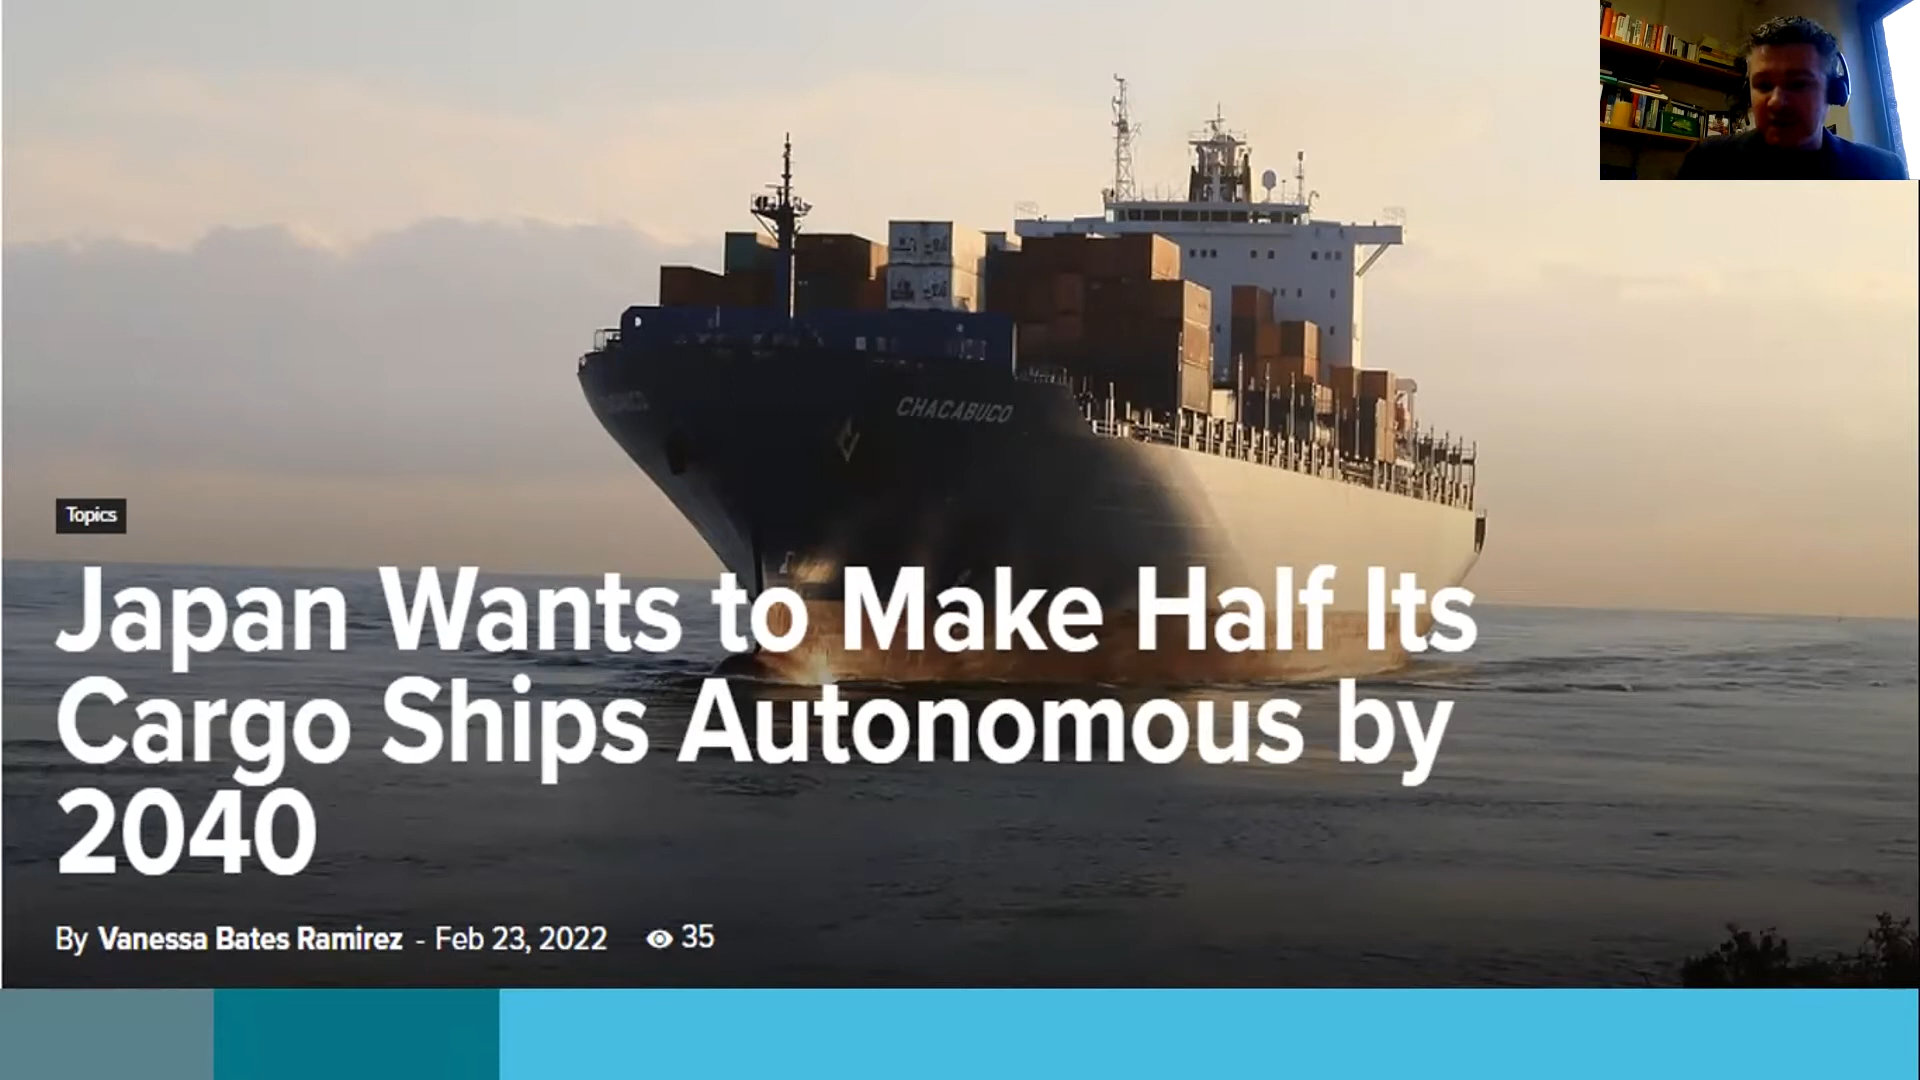 CHACABUCO
Topics
Japan Wants to Make Half Its
Cargo Ships Autonomous by
2040
By Vanessa Bates Ramirez - Feb 23, 2022 35